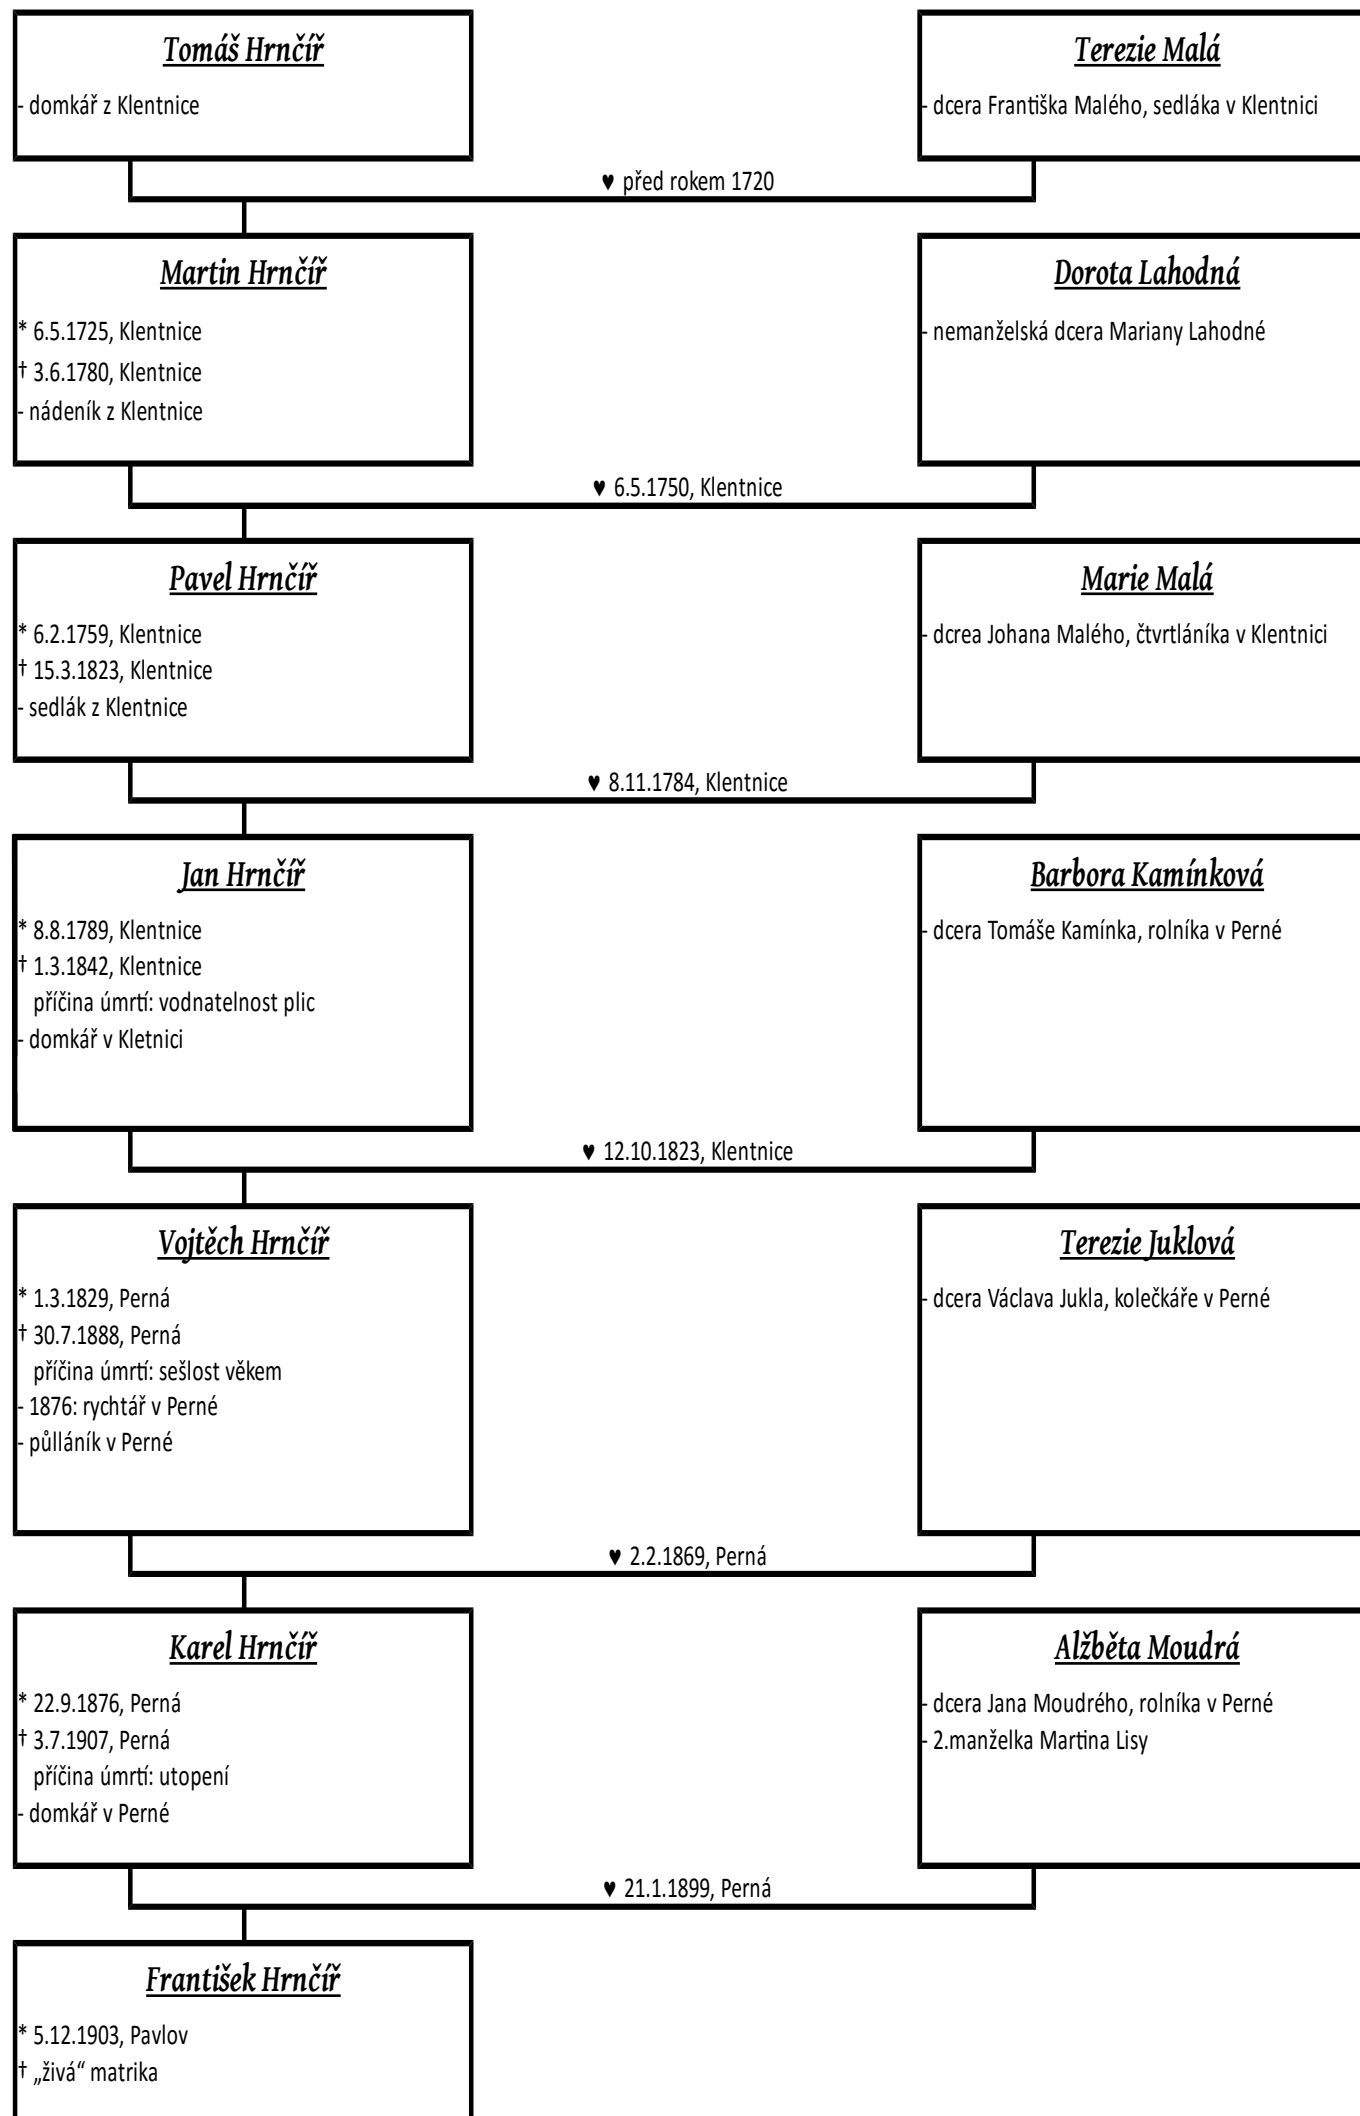 Tomáš Hrnčíř
- domkář z Klentnice
Terezie Malá
- dcera Františka Malého, sedláka v Klentnici
♥ před rokem 1720
Martin Hrnčíř
* 6.5.1725, Klentnice
† 3.6.1780, Klentnice
- nádeník z Klentnice
Dorota Lahodná
- nemanželská dcera Mariany Lahodné
♥ 6.5.1750, Klentnice
Pavel Hrnčíř
* 6.2.1759, Klentnice
† 15.3.1823, Klentnice
- sedlák z Klentnice
Marie Malá
- dcrea Johana Malého, čtvrtláníka v Klentnici
♥ 8.11.1784, Klentnice
Jan Hrnčíř
* 8.8.1789, Klentnice
† 1.3.1842, Klentnice
příčina úmrtí: vodnatelnost plic
- domkář v Kletnici
Barbora Kamínková
- dcera Tomáše Kamínka, rolníka v Perné
♥ 12.10.1823, Klentnice
Vojtěch Hrnčíř
* 1.3.1829, Perná
† 30.7.1888, Perná
příčina úmrtí: sešlost věkem
- 1876: rychtář v Perné
- půlláník v Perné
Terezie Juklová
- dcera Václava Jukla, kolečkáře v Perné
♥ 2.2.1869, Perná
Karel Hrnčíř
* 22.9.1876, Perná
† 3.7.1907, Perná
příčina úmrtí: utopení
- domkář v Perné
Alžběta Moudrá
- dcera Jana Moudrého, rolníka v Perné
- 2.manželka Martina Lisy
♥ 21.1.1899, Perná
František Hrnčíř
* 5.12.1903, Pavlov
† „živá“ matrika